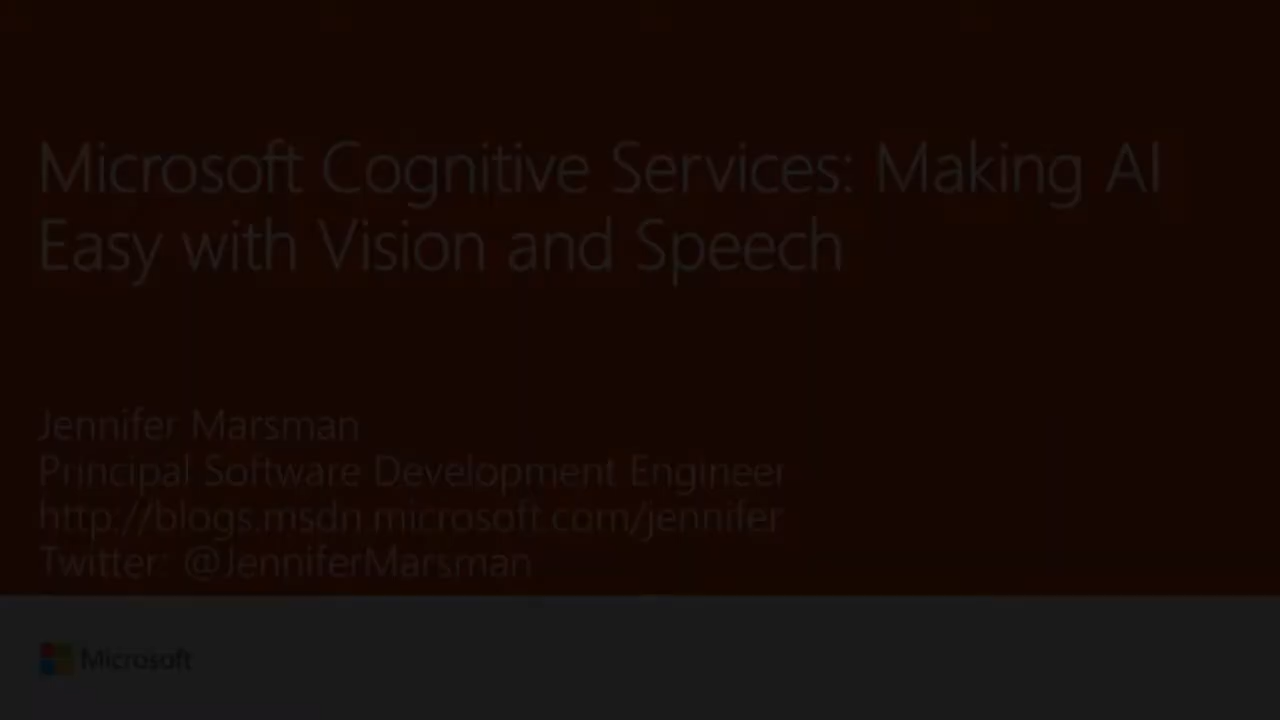 Microsoft Cognitive Services: Making AI
Easy with Vision and Speech
Jennifer Marsman
Principal Software Development Engineer
http://blogs.msdn.microsoft.com/jennifer
Twitter: @JenniferMarsman
Microsoft